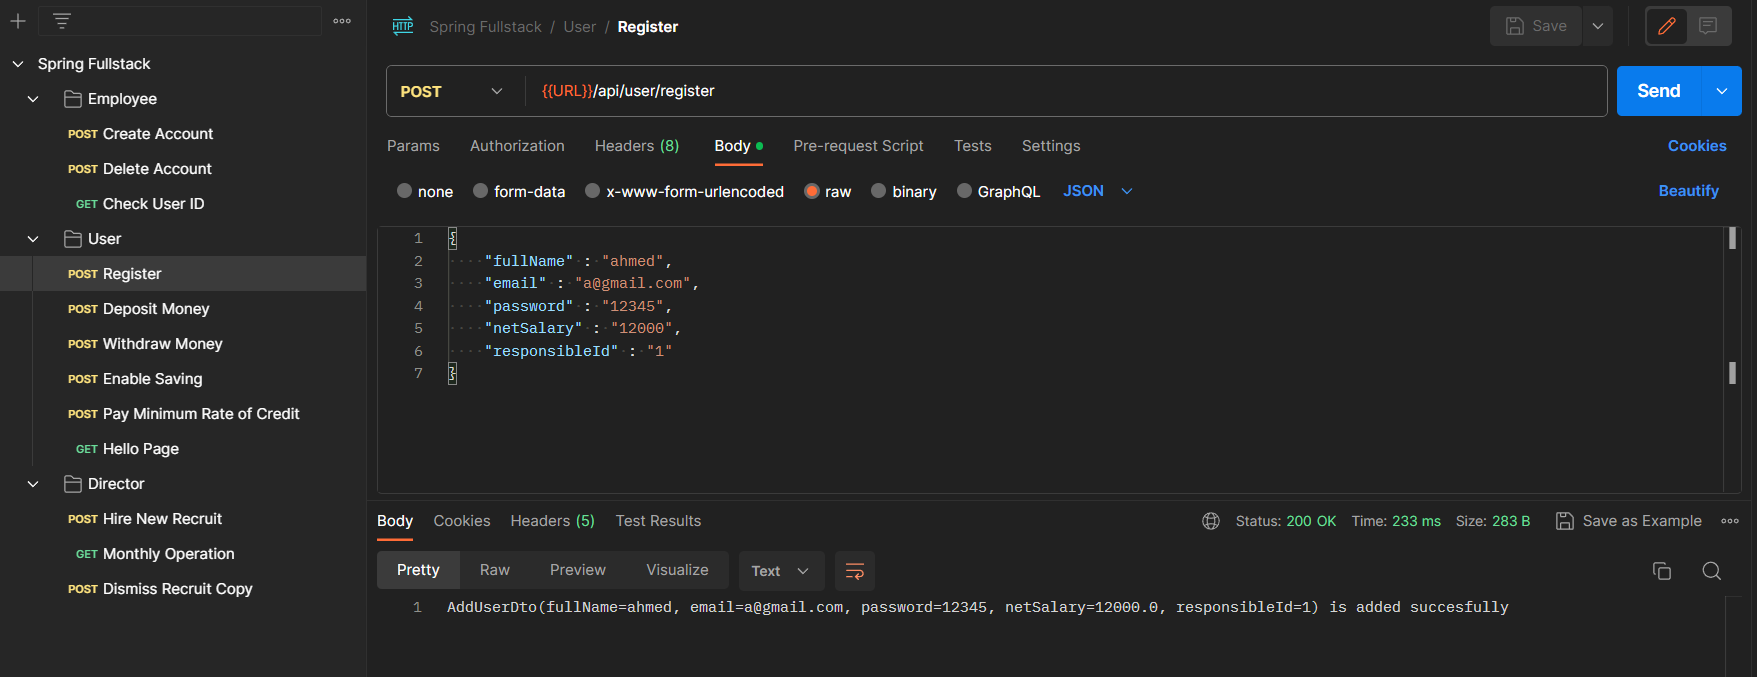 Spring Fullstack
Employee
POST Create Account
POST Delete Account
GET Check User ID
User
POST Register
POST Deposit Money
POST Withdraw Money
POST Enable Saving
POST Pay Minimum Rate of Credit
GET Hello Page
Director
POST Hire New Recruit
GET Monthly Operation
POST Dismiss Recruit Copy
HTTP Spring Fullstack / User / Register
Save
POST {{URL}}/api/user/register
Send
Params Authorization Headers (8) Body Pre-request Script Tests Settings
Cookies
none form-data x-www-form-urlencoded raw binary GraphQL JSON
Beautify
1 {
2 "fullName" : "ahmed",
3 "email" : "a@gmail.com",
4 "password" : "12345",
5 "netSalary" : "12000",
6 "responsibleId" : "1"
7 }
Body Cookies Headers (5) Test Results
Status: 200 OK Time: 233 ms Size: 283 B Save as Example
Pretty Raw Preview Visualize Text
1 AddUserDto(fullName=ahmed, email=a@gmail.com, password=12345, netSalary=12000.0, responsibleId=1) is added succesfully